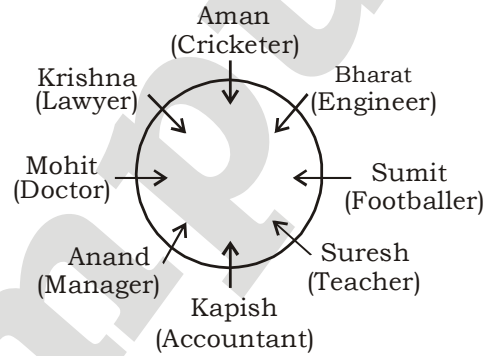 Aman
(Cricketer)
Krishna
(Lawyer)
Bharat
(Engineer)
Mohit
(Doctor)
Sumit
(Footballer)
Anand
(Manager)
Suresh
(Teacher)
Kapish
(Accountant)